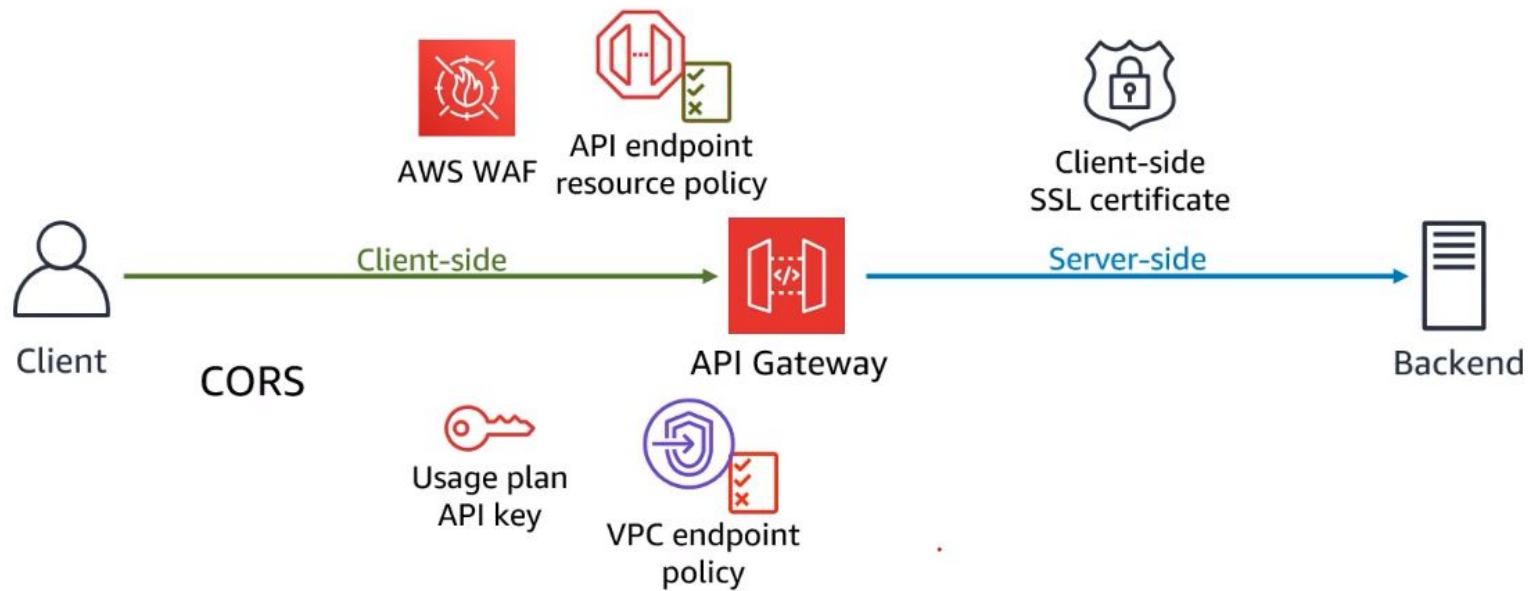 AWS WAF
API endpoint
resource policy
Client-side
SSL certificate
Client-side
</>
Server-side
Client
CORS
API Gateway
Backend
Usage plan
API key
VPC endpoint
policy